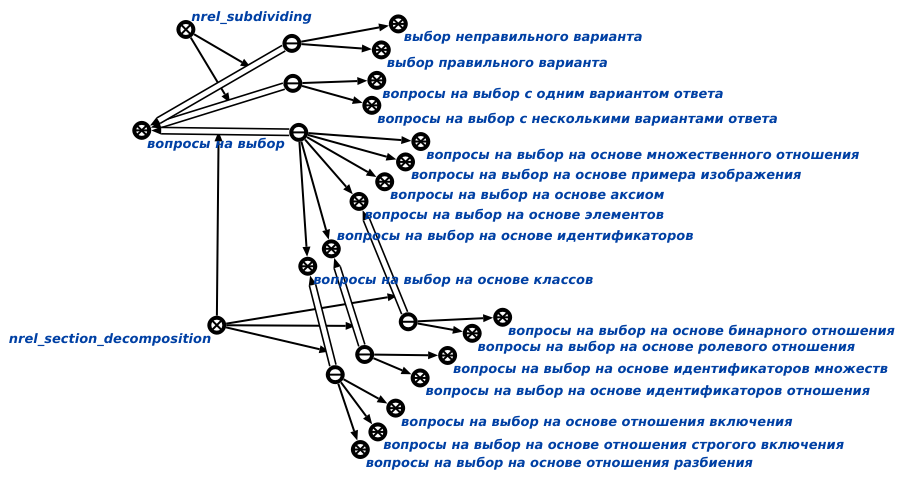 nrel_subdividing
выбор неправильного варианта
выбор правильного варианта
вопросы на выбор с одним вариантом ответа
вопросы на выбор с несколькими вариантами ответа
вопросы на выбор
вопросы на выбор на основе множественного отношения
вопросы на выбор на основе примера изображения
вопросы на выбор на основе аксиом
вопросы на выбор на основе элементов
вопросы на выбор на основе идентификаторов
вопросы на выбор на основе классов
nrel_section_decomposition
вопросы на выбор на основе бинарного отношения
вопросы на выбор на основе ролевого отношения
вопросы на выбор на основе идентификаторов множеств
вопросы на выбор на основе идентификаторов отношения
вопросы на выбор на основе отношения включения
вопросы на выбор на основе отношения строгого включения
вопросы на выбор на основе отношения разбиения